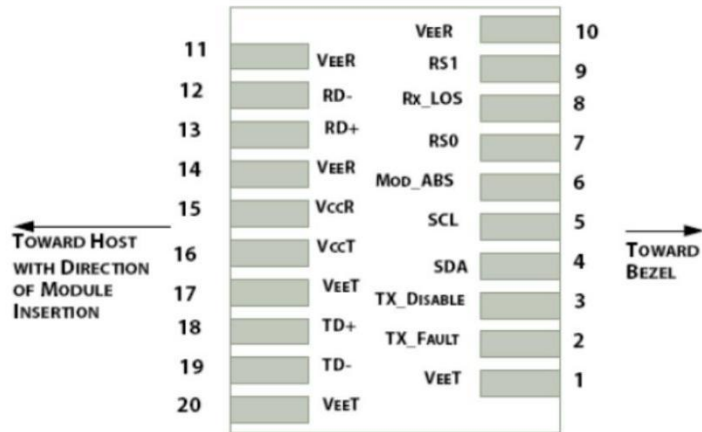 VEER 10
11 VEER RS1 9
12 RD- RX_LOS 8
13 RD+ RS0 7
14 VEER MOD_ABS 6
15 VCCR SCL 5
16 VCCT SDA 4
17 VEET TX_DISABLE 3
18 TD+ TX_FAULT 2
19 TD- VEET 1
20 VEET
TOWARD HOST
WITH DIRECTION
OF MODULE
INSERTION
TOWARD
BEZEL